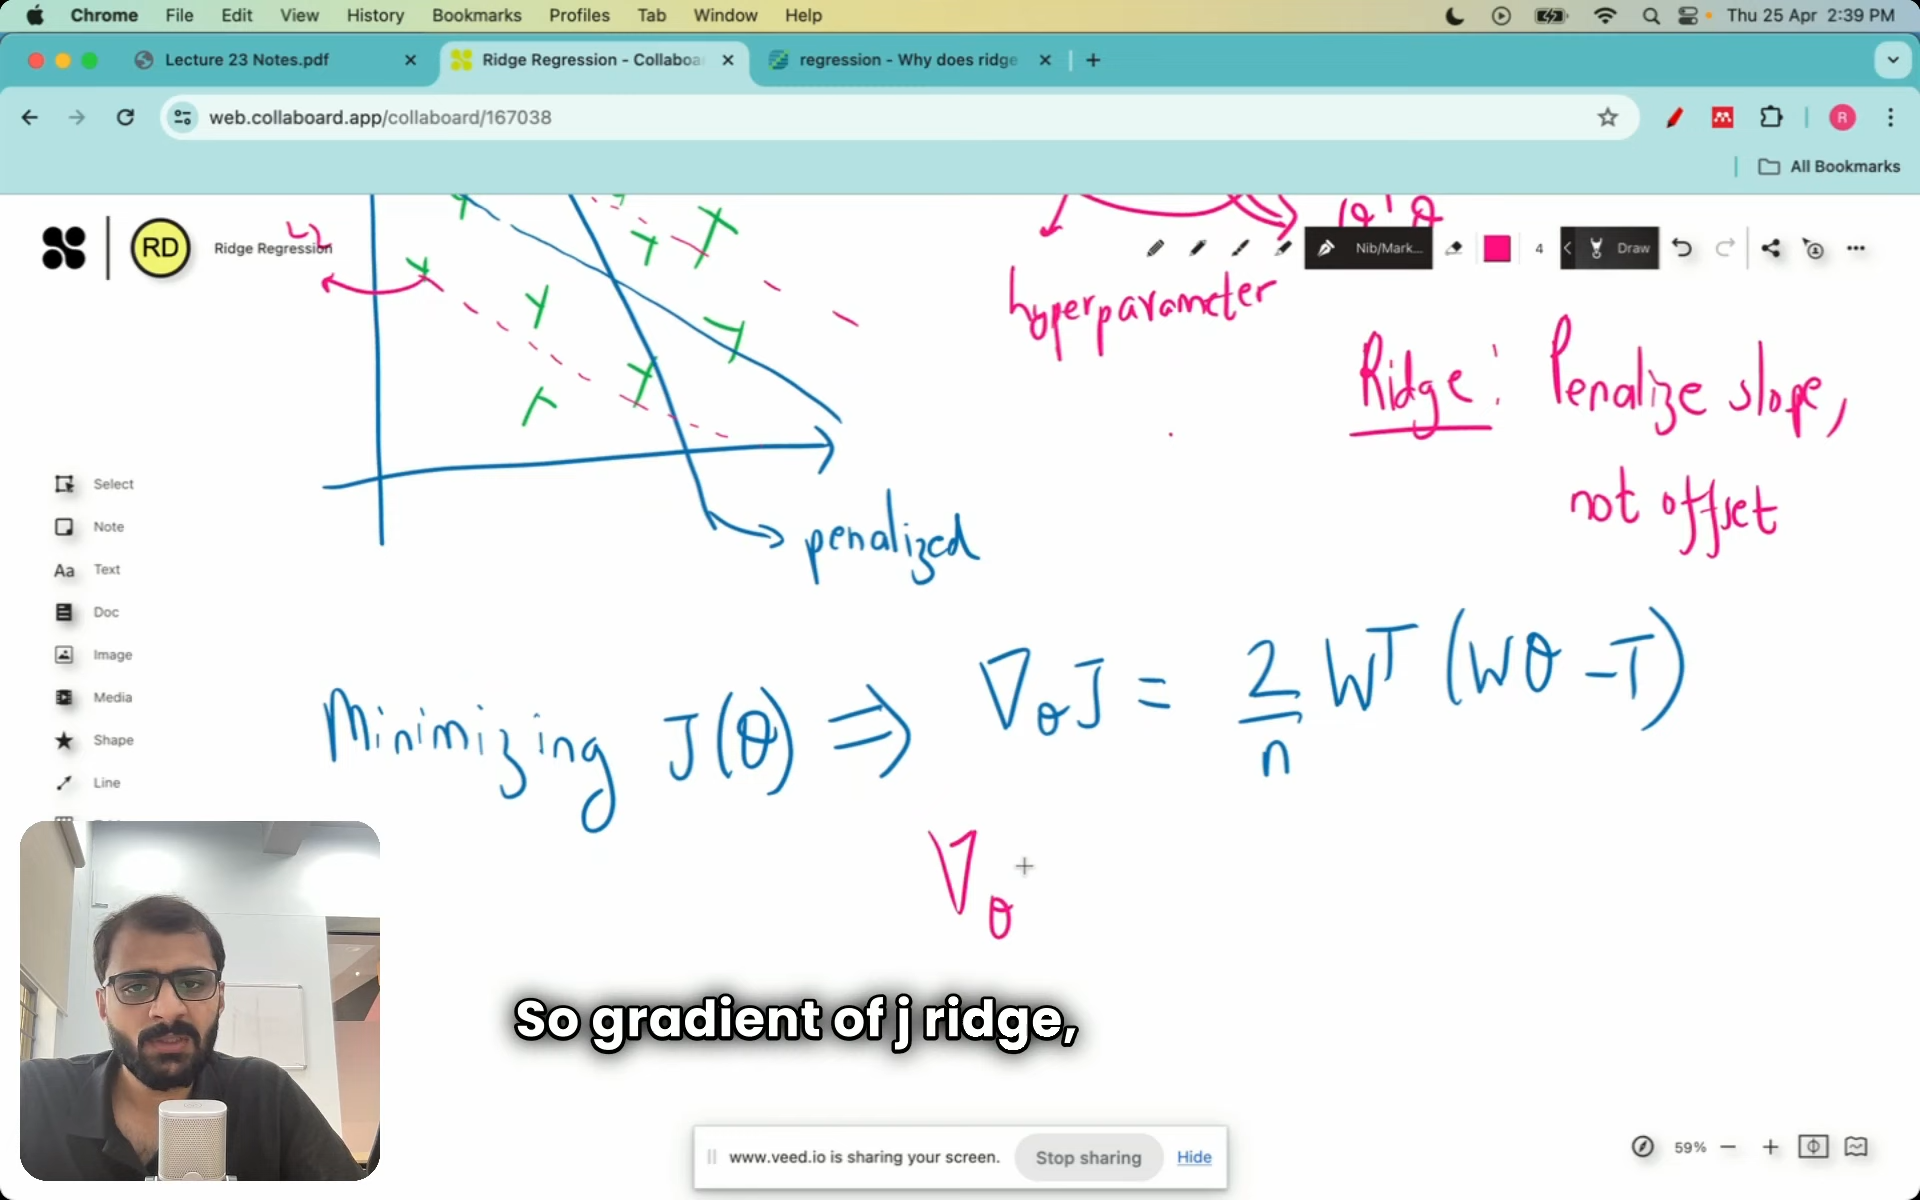 Chrome File Edit View History Bookmarks Profiles Tab Window Help Thu 25 Apr 2:39 PM
Lecture 23 Notes.pdf Ridge Regression - Collaboa regression - Why does ridge
web.collaboard.app/collaboard/167038 R
All Bookmarks
L2
RD Ridge Regression
Nib/Mark... 4 Draw
hyperparameter
Ridge: Penalize slope,
not offset
Select
Note
Aa Text
Doc
Image
Media
Shape
Line
penalized
Minimizing J(θ) ⇒ ∇θJ = 2/n Wᵀ (Wθ - T)
∇θ
So gradient of j ridge,
www.veed.io is sharing your screen. Stop sharing Hide
59%